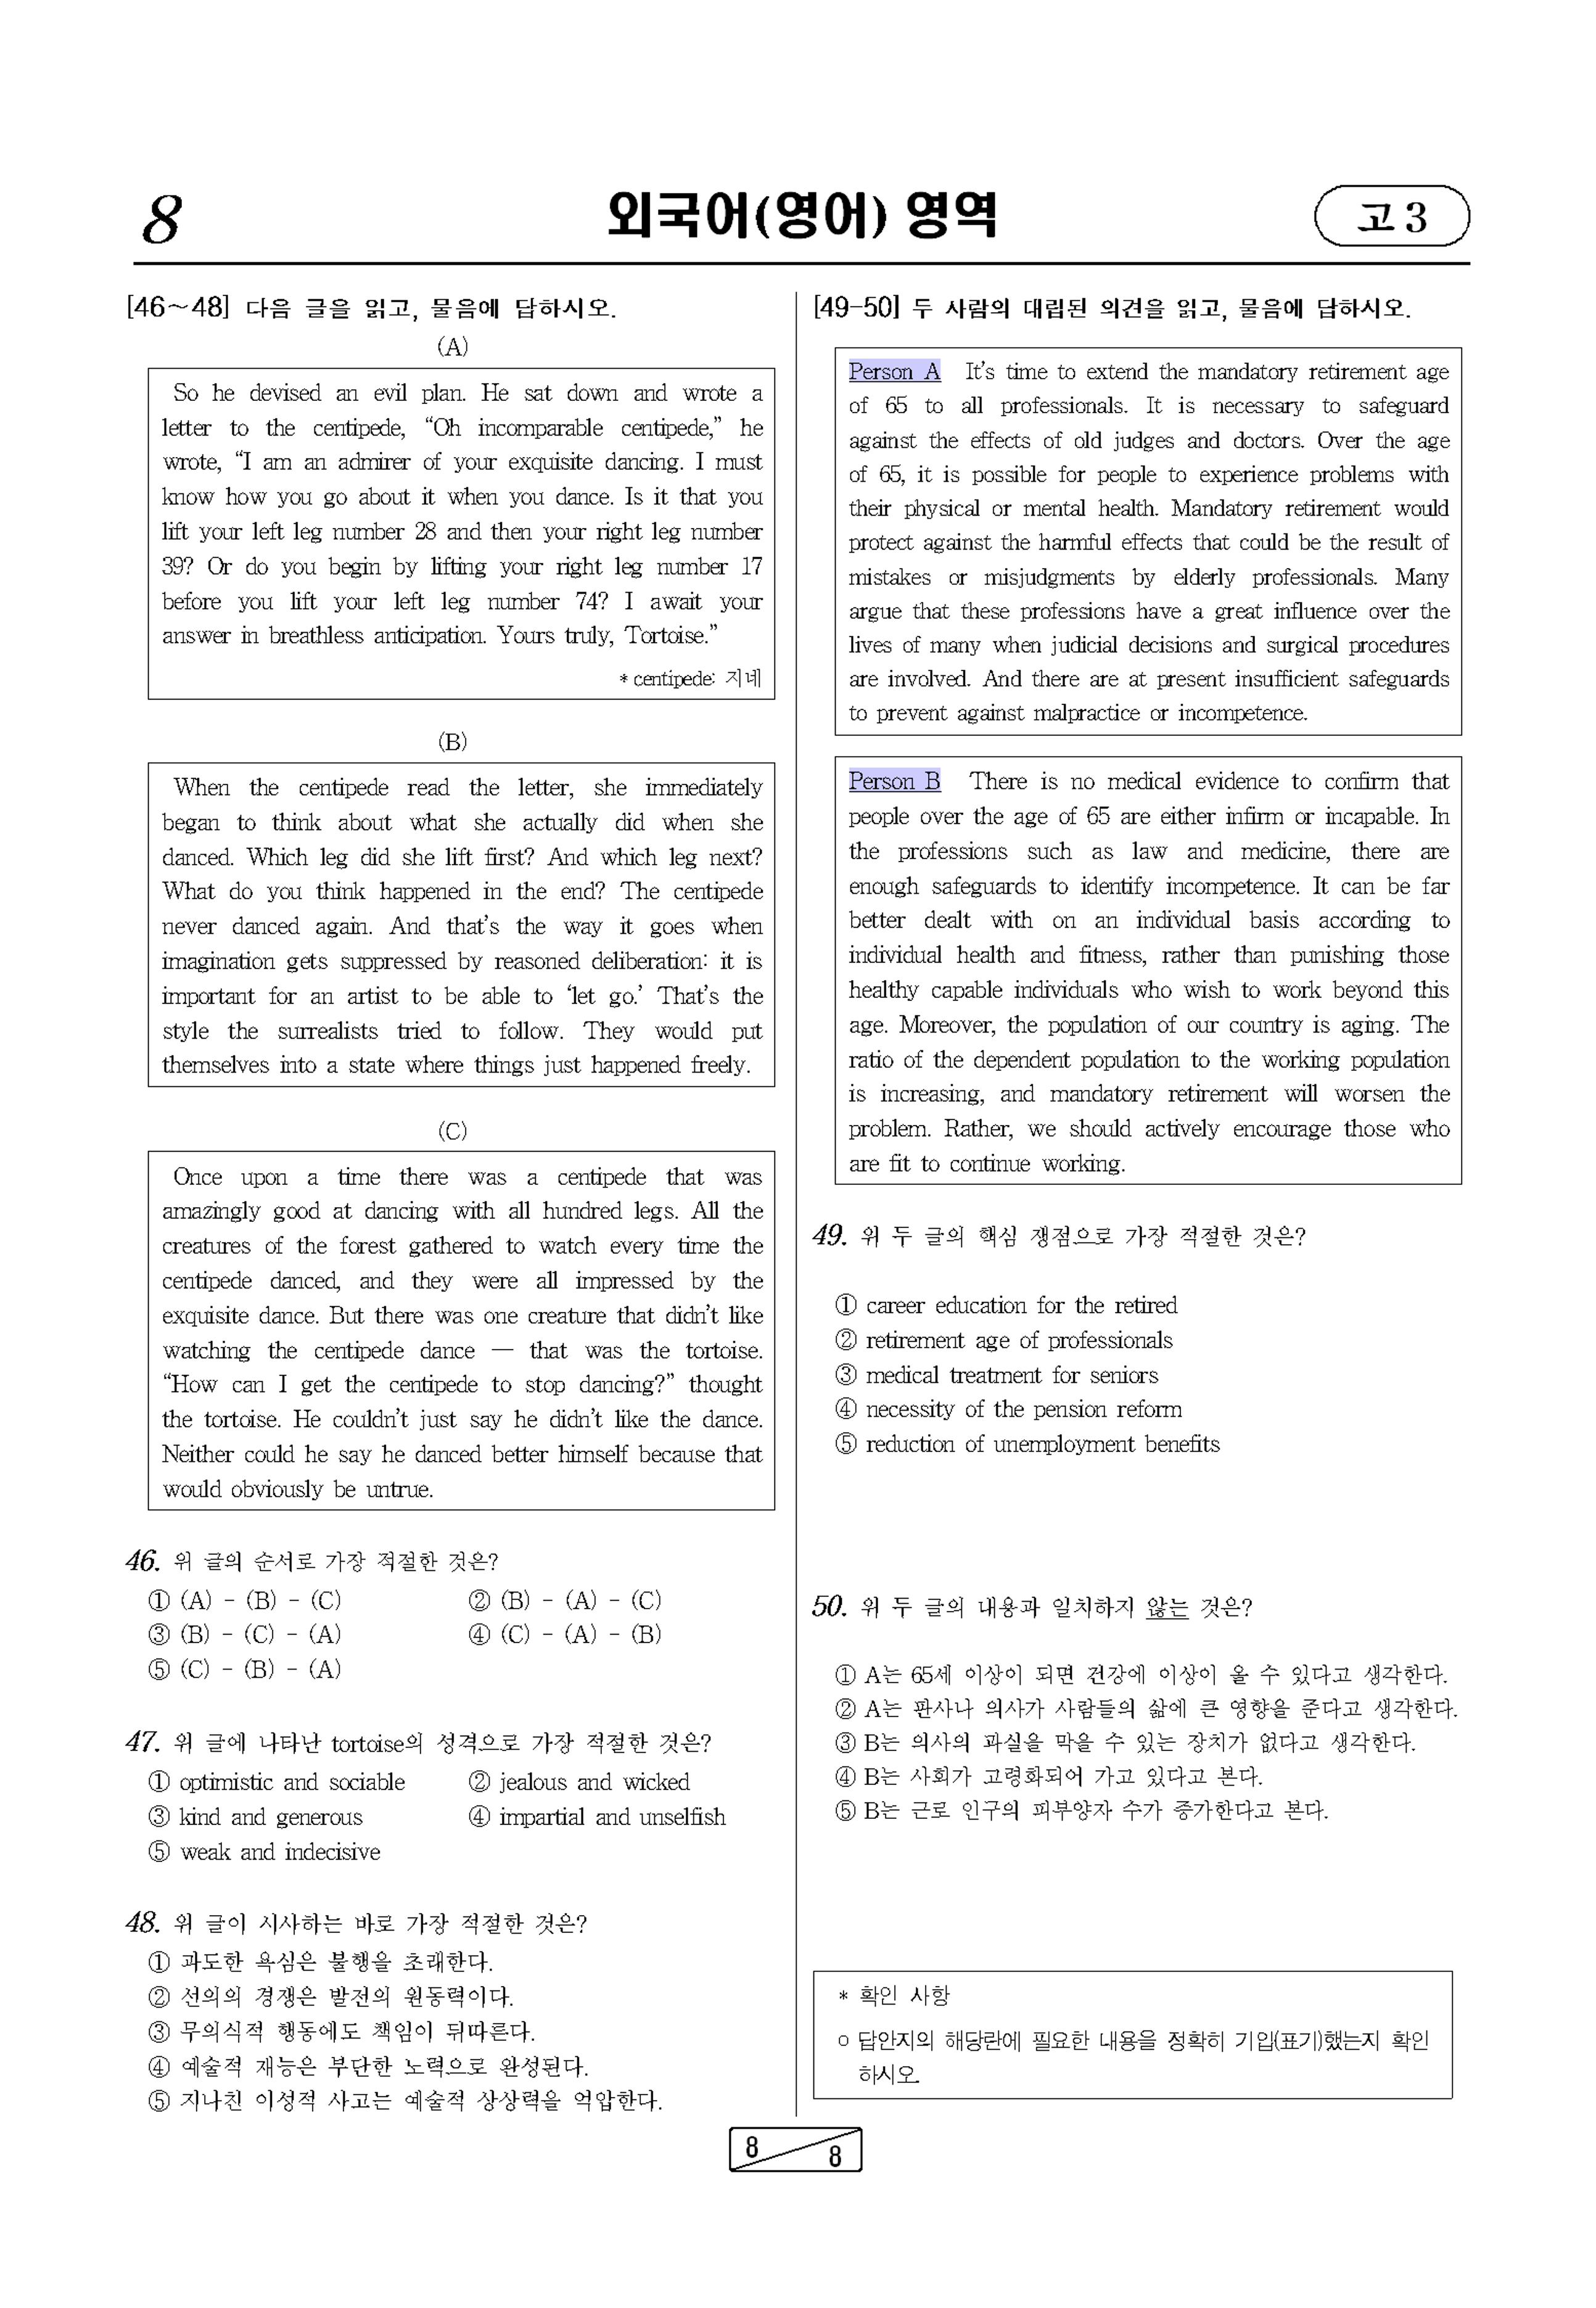 8
외국어(영어) 영역
고 3
[46~48] 다음 글을 읽고, 물음에 답하시오.
(A)
So he devised an evil plan. He sat down and wrote a
letter to the centipede, “Oh incomparable centipede,” he
wrote, “I am an admirer of your exquisite dancing. I must
know how you go about it when you dance. Is it that you
lift your left leg number 28 and then your right leg number
39? Or do you begin by lifting your right leg number 17
before you lift your left leg number 74? I await your
answer in breathless anticipation. Yours truly, Tortoise.”
* centipede: 지네
(B)
When the centipede read the letter, she immediately
began to think about what she actually did when she
danced. Which leg did she lift first? And which leg next?
What do you think happened in the end? The centipede
never danced again. And that’s the way it goes when
imagination gets suppressed by reasoned deliberation: it is
important for an artist to be able to ‘let go.’ That’s the
style the surrealists tried to follow. They would put
themselves into a state where things just happened freely.
(C)
Once upon a time there was a centipede that was
amazingly good at dancing with all hundred legs. All the
creatures of the forest gathered to watch every time the
centipede danced, and they were all impressed by the
exquisite dance. But there was one creature that didn’t like
watching the centipede dance — that was the tortoise.
“How can I get the centipede to stop dancing?” thought
the tortoise. He couldn’t just say he didn’t like the dance.
Neither could he say he danced better himself because that
would obviously be untrue.
46. 위 글의 순서로 가장 적절한 것은?
① (A) - (B) - (C) ② (B) - (A) - (C)
③ (B) - (C) - (A) ④ (C) - (A) - (B)
⑤ (C) - (B) - (A)
47. 위 글에 나타난 tortoise의 성격으로 가장 적절한 것은?
① optimistic and sociable ② jealous and wicked
③ kind and generous ④ impartial and unselfish
⑤ weak and indecisive
48. 위 글이 시사하는 바로 가장 적절한 것은?
① 과도한 욕심은 불행을 초래한다.
② 선의의 경쟁은 발전의 원동력이다.
③ 무의식적 행동에도 책임이 뒤따른다.
④ 예술적 재능은 부단한 노력으로 완성된다.
⑤ 지나친 이성적 사고는 예술적 상상력을 억압한다.
[49-50] 두 사람의 대립된 의견을 읽고, 물음에 답하시오.
Person A It’s time to extend the mandatory retirement age
of 65 to all professionals. It is necessary to safeguard
against the effects of old judges and doctors. Over the age
of 65, it is possible for people to experience problems with
their physical or mental health. Mandatory retirement would
protect against the harmful effects that could be the result of
mistakes or misjudgments by elderly professionals. Many
argue that these professions have a great influence over the
lives of many when judicial decisions and surgical procedures
are involved. And there are at present insufficient safeguards
to prevent against malpractice or incompetence.
Person B There is no medical evidence to confirm that
people over the age of 65 are either infirm or incapable. In
the professions such as law and medicine, there are
enough safeguards to identify incompetence. It can be far
better dealt with on an individual basis according to
individual health and fitness, rather than punishing those
healthy capable individuals who wish to work beyond this
age. Moreover, the population of our country is aging. The
ratio of the dependent population to the working population
is increasing, and mandatory retirement will worsen the
problem. Rather, we should actively encourage those who
are fit to continue working.
49. 위 두 글의 핵심 쟁점으로 가장 적절한 것은?
① career education for the retired
② retirement age of professionals
③ medical treatment for seniors
④ necessity of the pension reform
⑤ reduction of unemployment benefits
50. 위 두 글의 내용과 일치하지 않는 것은?
① A는 65세 이상이 되면 건강에 이상이 올 수 있다고 생각한다.
② A는 판사나 의사가 사람들의 삶에 큰 영향을 준다고 생각한다.
③ B는 의사의 과실을 막을 수 있는 장치가 없다고 생각한다.
④ B는 사회가 고령화되어 가고 있다고 본다.
⑤ B는 근로 인구의 피부양자 수가 증가한다고 본다.
* 확인 사항
○ 답안지의 해당란에 필요한 내용을 정확히 기입(표기)했는지 확인
하시오.
8
8